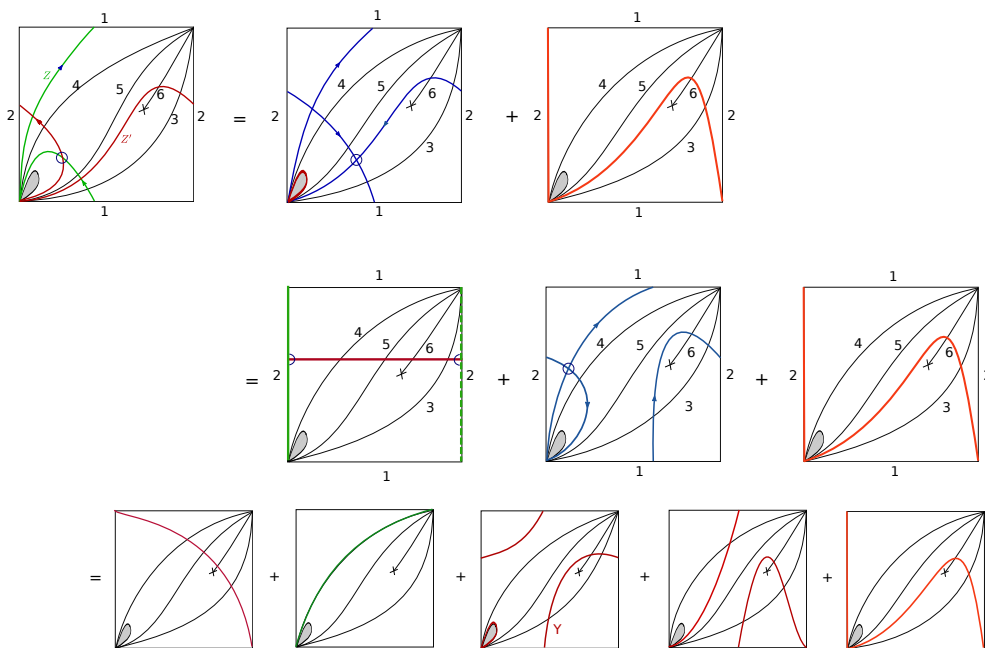 1 1 1
Z 4 5 6 4 5 6 4 5 6
2 2 = 2 2 + 2 2
Z' 3 3 3
1 1 1
1 1 1
4 5 6 4 5 6 4 5 6
= 2 2 + 2 2 + 2
3 3 3
1 1 1
= + + + +
Y